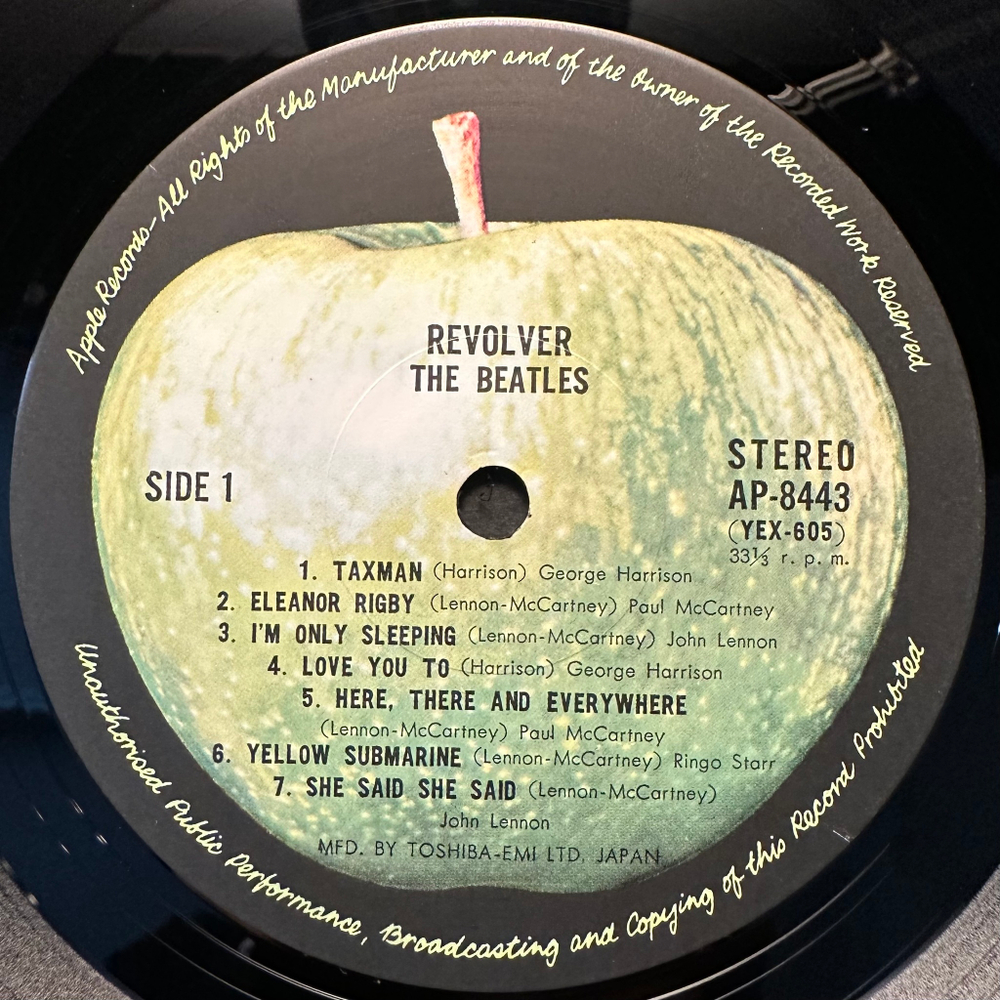 Apple Records-All Rights of the Manufacturer and of the Owner of the Recorded Work Reserved
REVOLVER
THE BEATLES
SIDE 1
STEREO
AP-8443
(YEX-605)
33⅓ r. p. m.
1. TAXMAN (Harrison) George Harrison
2. ELEANOR RIGBY (Lennon-McCartney) Paul McCartney
3. I'M ONLY SLEEPING (Lennon-McCartney) John Lennon
4. LOVE YOU TO (Harrison) George Harrison
5. HERE, THERE AND EVERYWHERE
(Lennon-McCartney) Paul McCartney
6. YELLOW SUBMARINE (Lennon-McCartney) Ringo Starr
7. SHE SAID SHE SAID (Lennon-McCartney)
John Lennon
MFD. BY TOSHIBA-EMI LTD. JAPAN
Unauthorised Public Performance, Broadcasting and Copying of this Record Prohibited